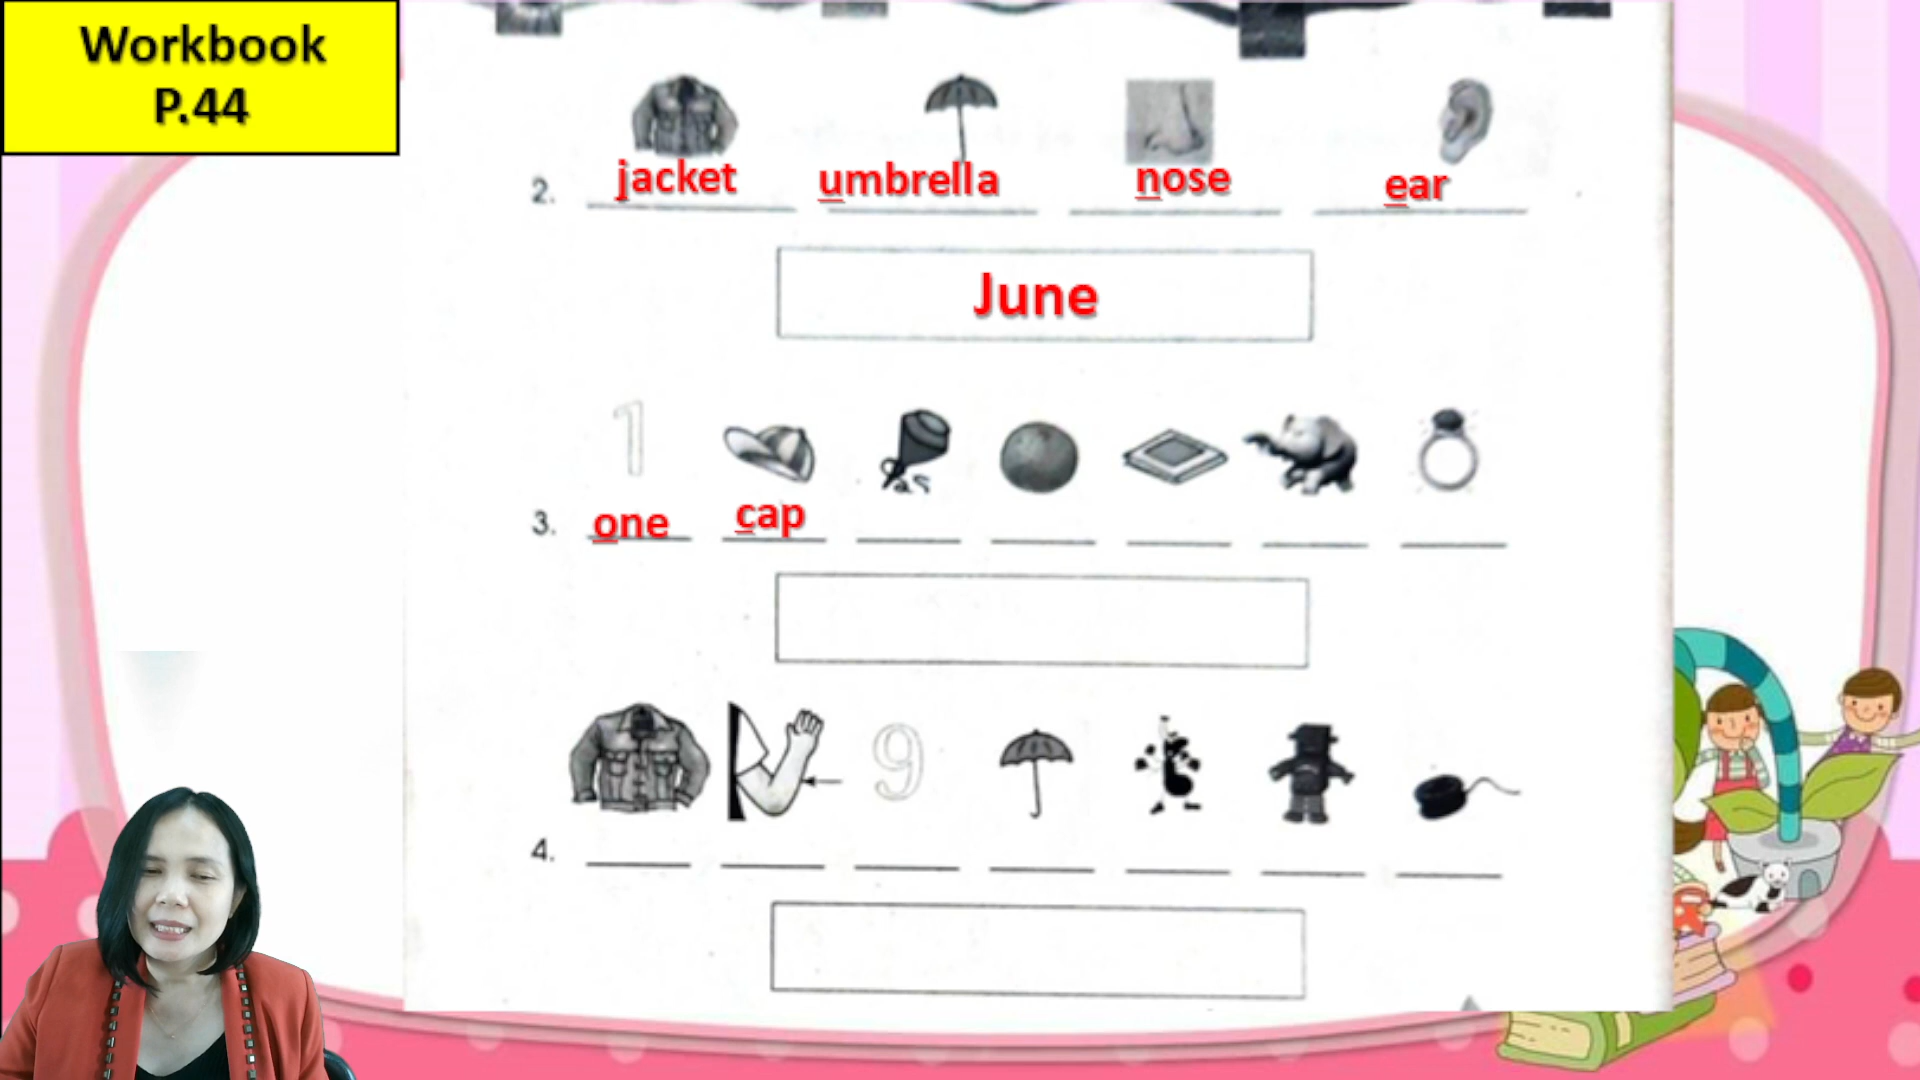 Workbook
P.44
jacket umbrella nose ear
2.
June
1
one cap
3.
9
4.